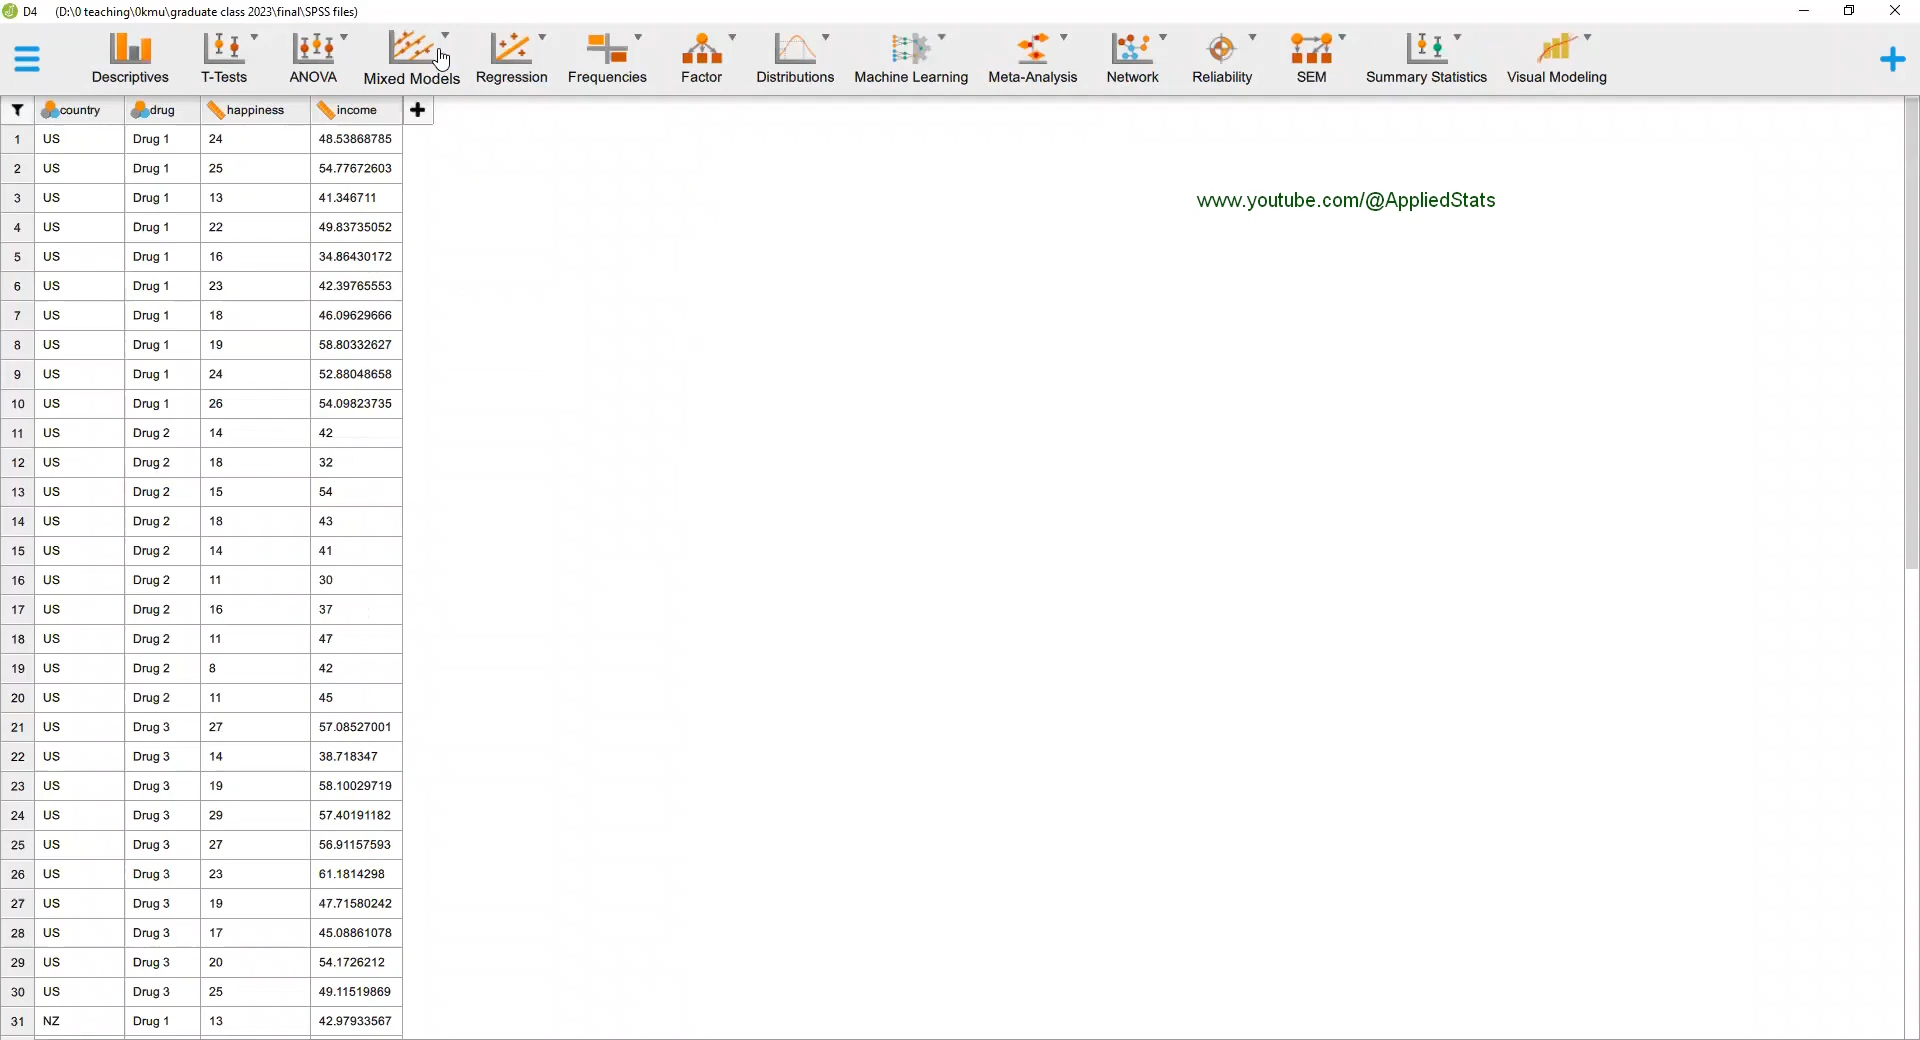 D4 (D:\0 teaching\0kmu\graduate class 2023\final\SPSS files)
Descriptives T-Tests ANOVA Mixed Models Regression Frequencies Factor Distributions Machine Learning Meta-Analysis Network Reliability SEM Summary Statistics Visual Modeling
country drug happiness income
1 US Drug 1 24 48.53868785
2 US Drug 1 25 54.77672603
3 US Drug 1 13 41.346711
4 US Drug 1 22 49.83735052
5 US Drug 1 16 34.86430172
6 US Drug 1 23 42.39765553
7 US Drug 1 18 46.09629666
8 US Drug 1 19 58.80332627
9 US Drug 1 24 52.88048658
10 US Drug 1 26 54.09823735
11 US Drug 2 14 42
12 US Drug 2 18 32
13 US Drug 2 15 54
14 US Drug 2 18 43
15 US Drug 2 14 41
16 US Drug 2 11 30
17 US Drug 2 16 37
18 US Drug 2 11 47
19 US Drug 2 8 42
20 US Drug 2 11 45
21 US Drug 3 27 57.08527001
22 US Drug 3 14 38.718347
23 US Drug 3 19 58.10029719
24 US Drug 3 29 57.40191182
25 US Drug 3 27 56.91157593
26 US Drug 3 23 61.1814298
27 US Drug 3 19 47.71580242
28 US Drug 3 17 45.08861078
29 US Drug 3 20 54.1726212
30 US Drug 3 25 49.11519869
31 NZ Drug 1 13 42.97933567
www.youtube.com/@AppliedStats